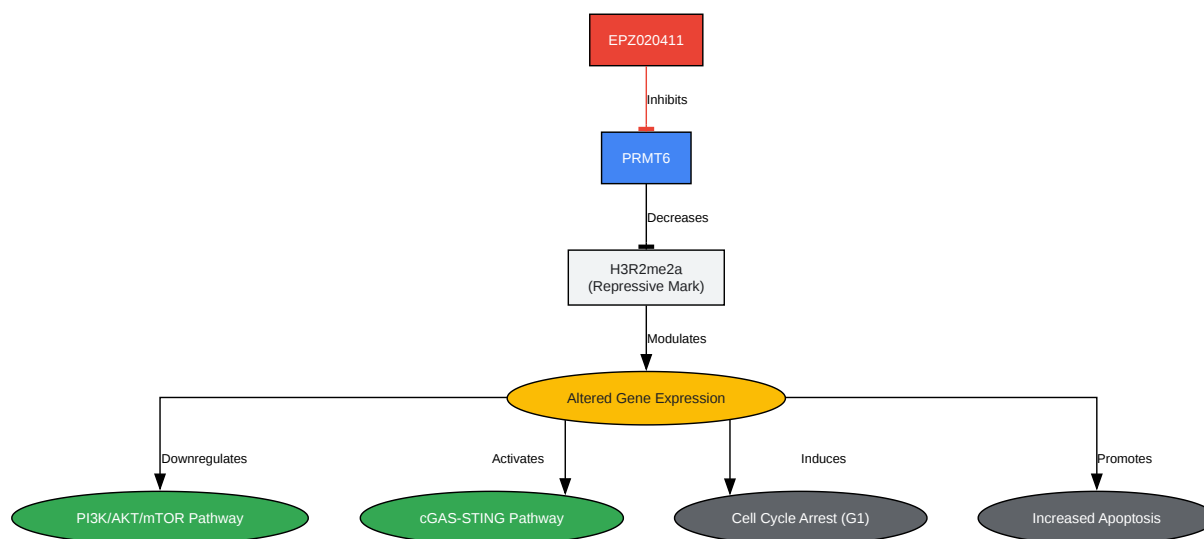 EPZ020411
Inhibits
PRMT6
Decreases
H3R2me2a
(Repressive Mark)
Modulates
Altered Gene Expression
Downregulates
Activates
Induces
Promotes
PI3K/AKT/mTOR Pathway
cGAS-STING Pathway
Cell Cycle Arrest (G1)
Increased Apoptosis